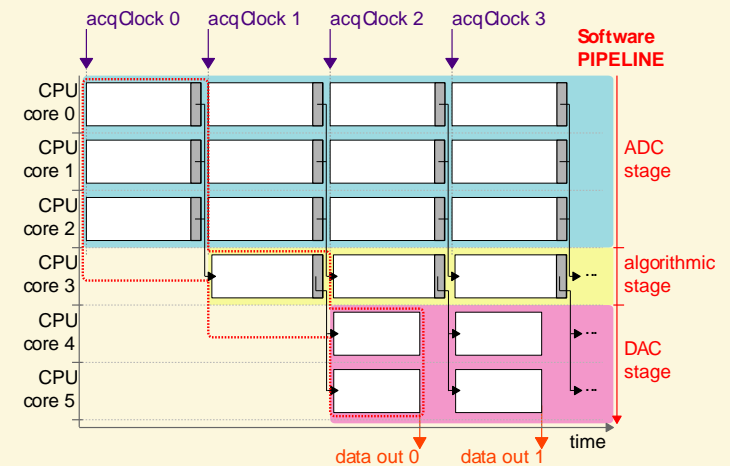 acqClock 0
acqClock 1
acqClock 2
acqClock 3
Software
PIPELINE
CPU
core 0
CPU
core 1
CPU
core 2
CPU
core 3
CPU
core 4
CPU
core 5
ADC
stage
algorithmic
stage
DAC
stage
...
...
...
time
data out 0
data out 1